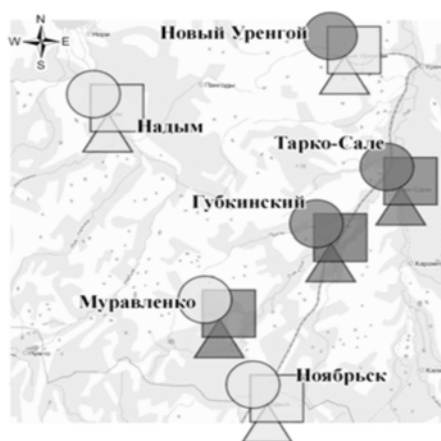 N
W E
S
Новый Уренгой
Надым
Тарко-Сале
Губкинский
Муравленко
Ноябрьск